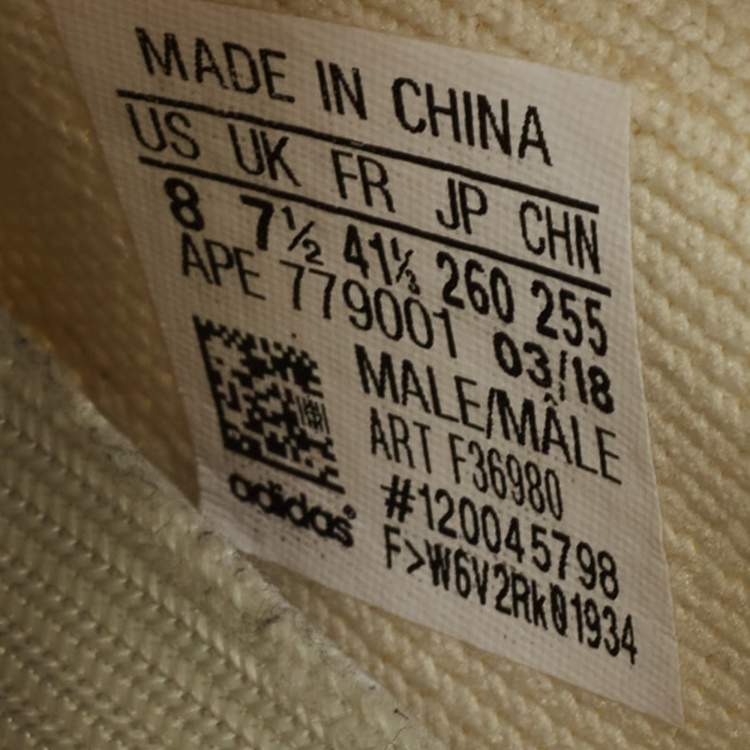 MADE IN CHINA
US UK FR JP CHN
8 7½ 41⅓ 260 255
APE 779001 03/18
MALE/MÂLE
ART F36980
#120045798
F>W6V2Rk01934
adidas®